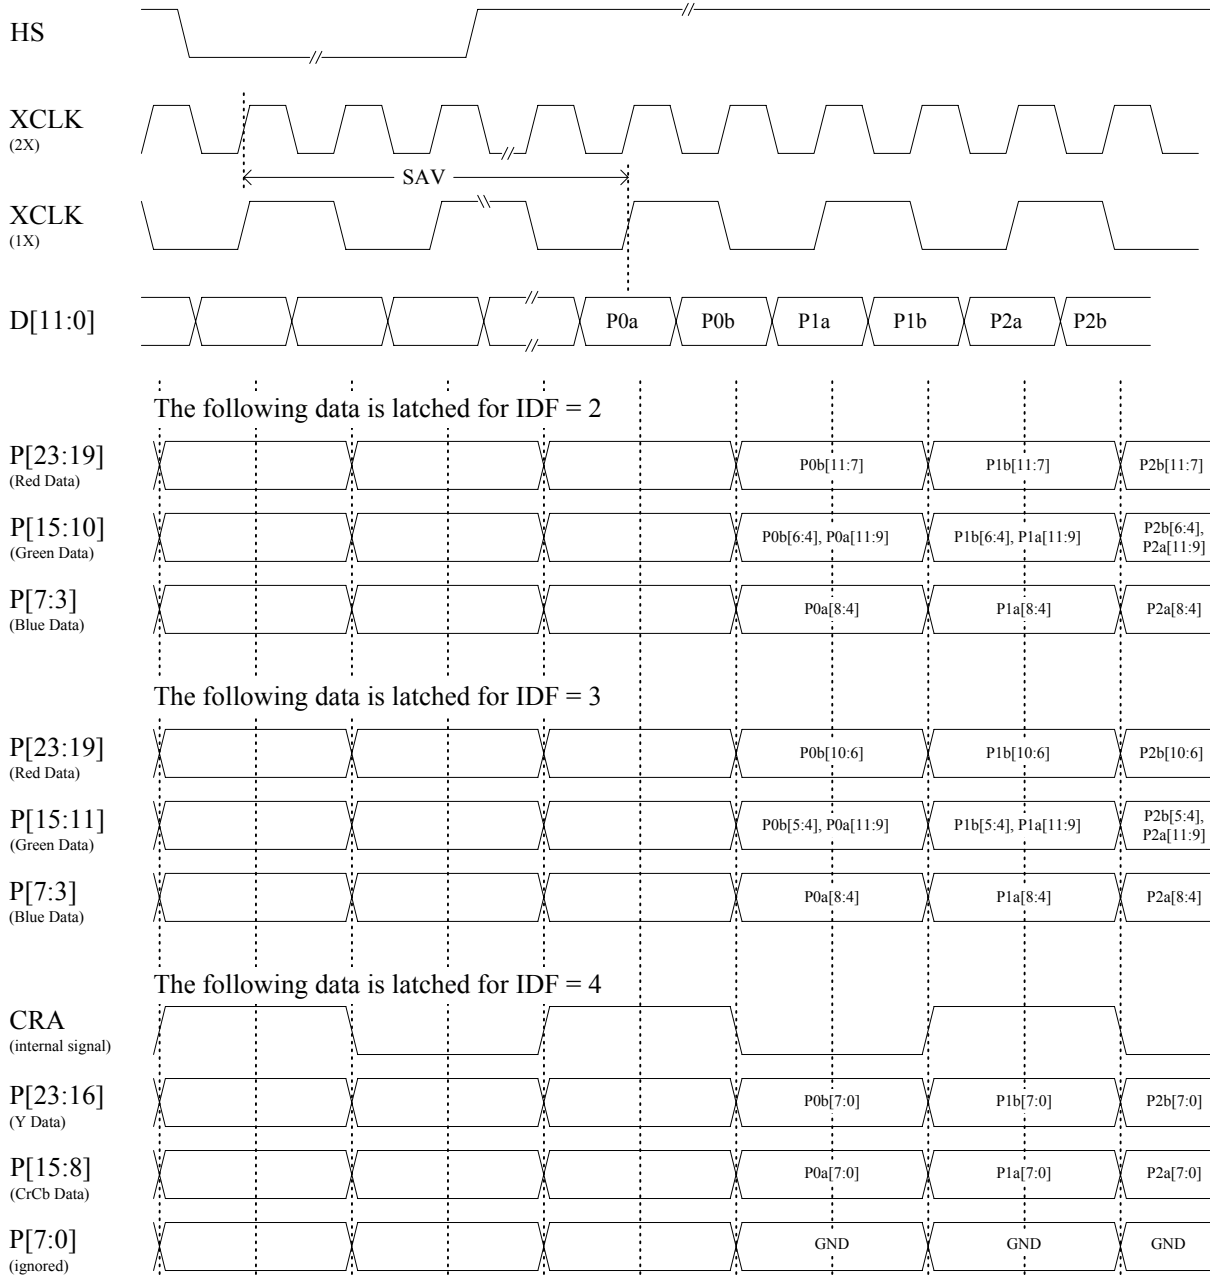 HS
XCLK
(2X)
SAV
XCLK
(1X)
D[11:0]
P0a
P0b
P1a
P1b
P2a
P2b
The following data is latched for IDF = 2
P[23:19]
(Red Data)
P0b[11:7]
P1b[11:7]
P2b[11:7]
P[15:10]
(Green Data)
P0b[6:4], P0a[11:9]
P1b[6:4], P1a[11:9]
P2b[6:4],
P2a[11:9]
P[7:3]
(Blue Data)
P0a[8:4]
P1a[8:4]
P2a[8:4]
The following data is latched for IDF = 3
P[23:19]
(Red Data)
P0b[10:6]
P1b[10:6]
P2b[10:6]
P[15:11]
(Green Data)
P0b[5:4], P0a[11:9]
P1b[5:4], P1a[11:9]
P2b[5:4],
P2a[11:9]
P[7:3]
(Blue Data)
P0a[8:4]
P1a[8:4]
P2a[8:4]
The following data is latched for IDF = 4
CRA
(internal signal)
P[23:16]
(Y Data)
P0b[7:0]
P1b[7:0]
P2b[7:0]
P[15:8]
(CrCb Data)
P0a[7:0]
P1a[7:0]
P2a[7:0]
P[7:0]
(ignored)
GND
GND
GND